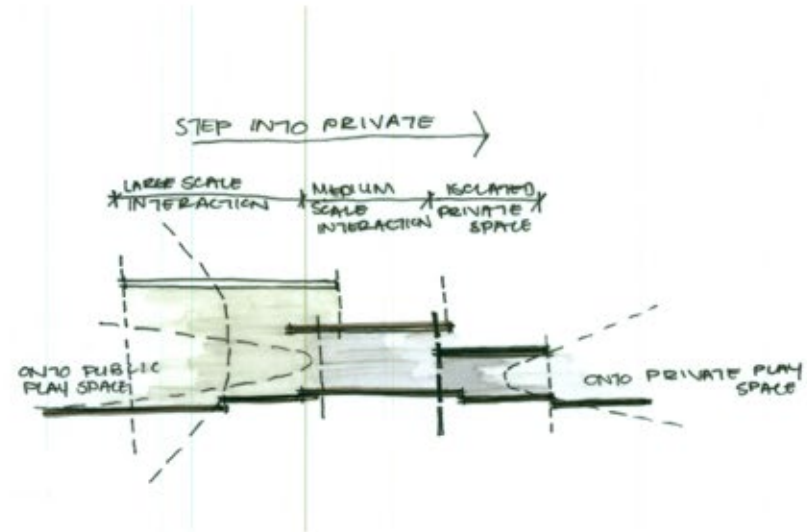 STEP INTO PRIVATE
LARGE SCALE
INTERACTION
MEDIUM
SCALE
INTERACTION
ISOLATED
PRIVATE
SPACE
ONTO PUBLIC
PLAY SPACE
ONTO PRIVATE PLAY
SPACE